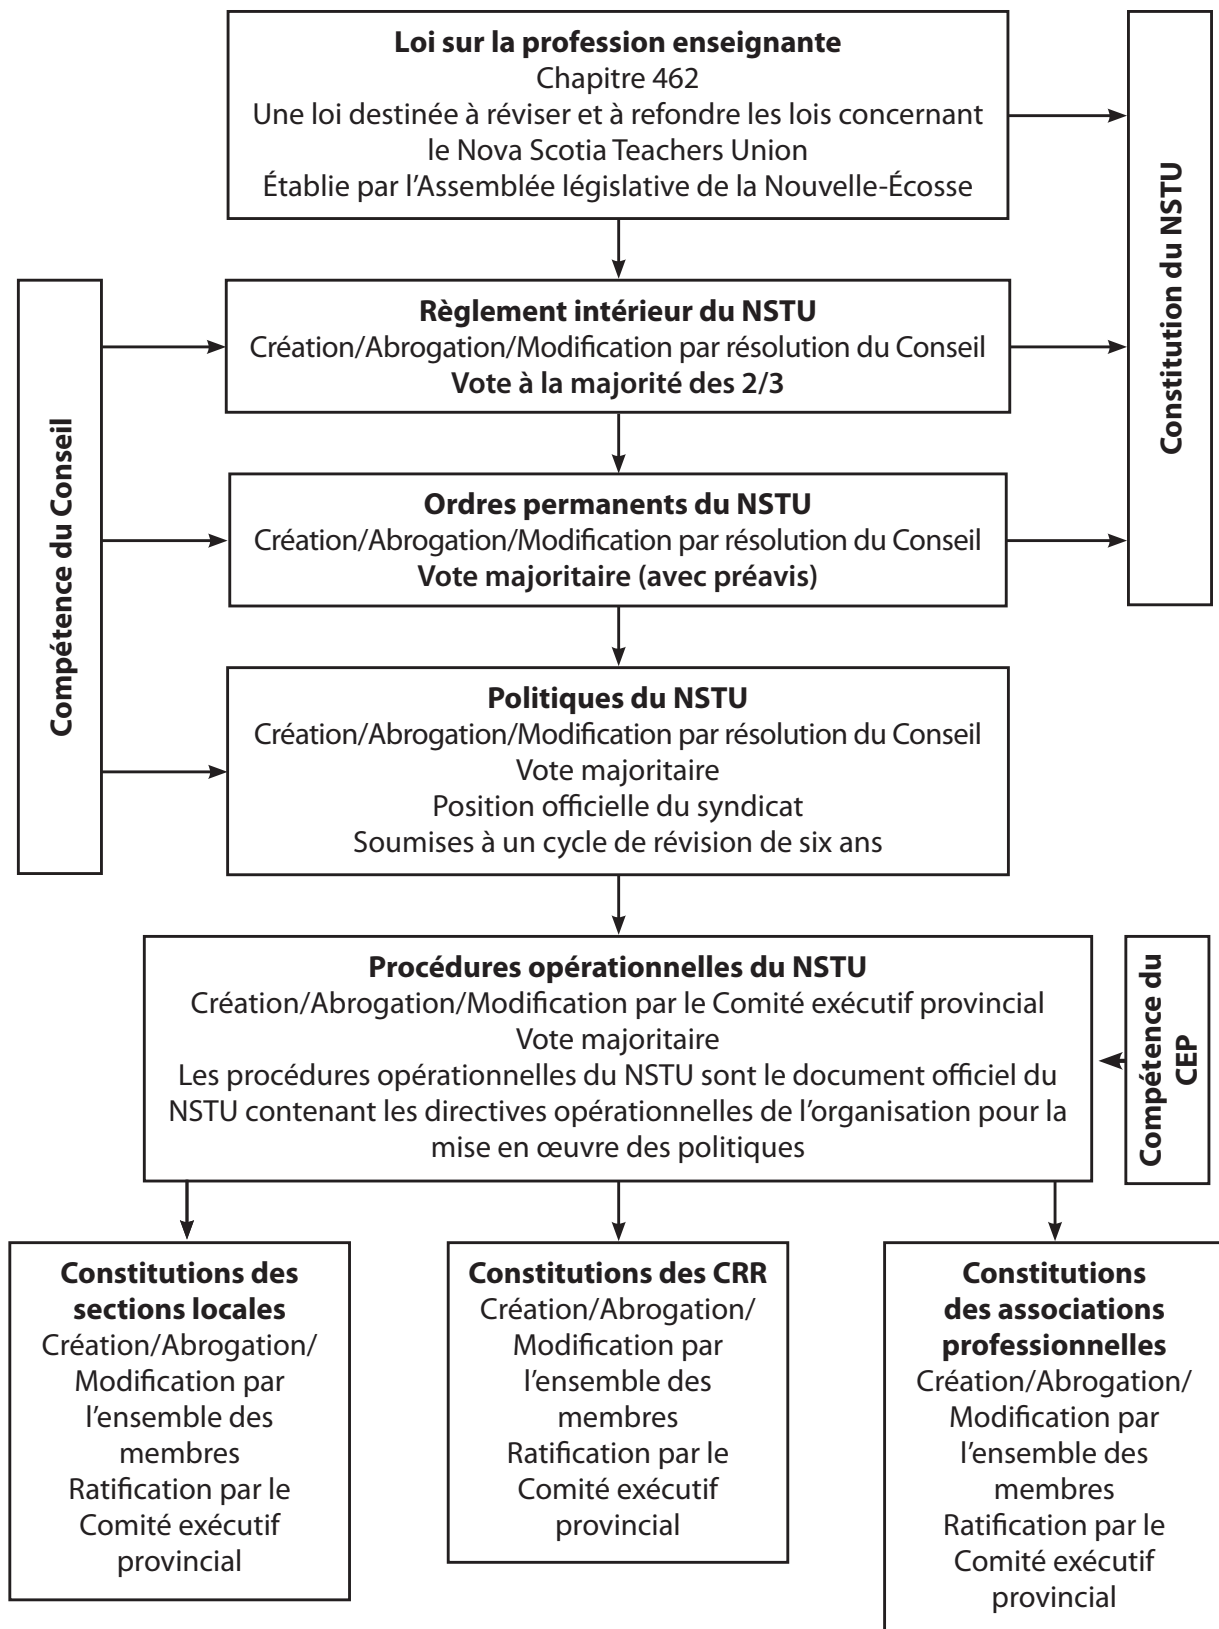 Loi sur la profession enseignante
Chapitre 462
Une loi destinée à réviser et à refondre les lois concernant
le Nova Scotia Teachers Union
Établie par l'Assemblée législative de la Nouvelle-Écosse
Constitution du NSTU
Compétence du Conseil
Règlement intérieur du NSTU
Création/Abrogation/Modification par résolution du Conseil
Vote à la majorité des 2/3
Ordres permanents du NSTU
Création/Abrogation/Modification par résolution du Conseil
Vote majoritaire (avec préavis)
Politiques du NSTU
Création/Abrogation/Modification par résolution du Conseil
Vote majoritaire
Position officielle du syndicat
Soumises à un cycle de révision de six ans
Procédures opérationnelles du NSTU
Création/Abrogation/Modification par le Comité exécutif provincial
Vote majoritaire
Les procédures opérationnelles du NSTU sont le document officiel du
NSTU contenant les directives opérationnelles de l'organisation pour la
mise en œuvre des politiques
Compétence du
CEP
Constitutions des
sections locales
Création/Abrogation/
Modification par
l'ensemble des
membres
Ratification par le
Comité exécutif
provincial
Constitutions des CRR
Création/Abrogation/
Modification par
l'ensemble des
membres
Ratification par le
Comité exécutif
provincial
Constitutions
des associations
professionnelles
Création/Abrogation/
Modification par
l'ensemble des
membres
Ratification par le
Comité exécutif
provincial